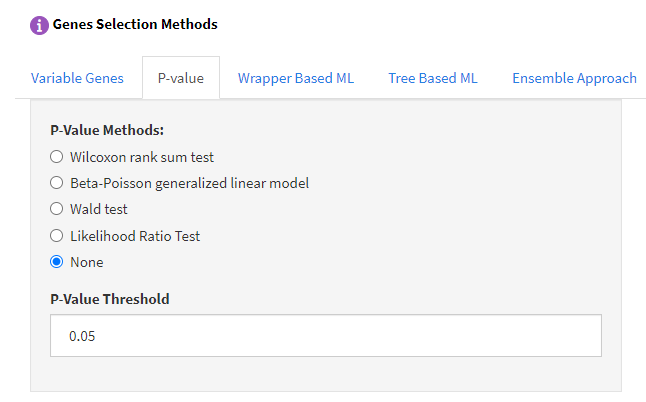 Genes Selection Methods
Variable Genes P-value Wrapper Based ML Tree Based ML Ensemble Approach
P-Value Methods:
Wilcoxon rank sum test
Beta-Poisson generalized linear model
Wald test
Likelihood Ratio Test
None
P-Value Threshold
0.05